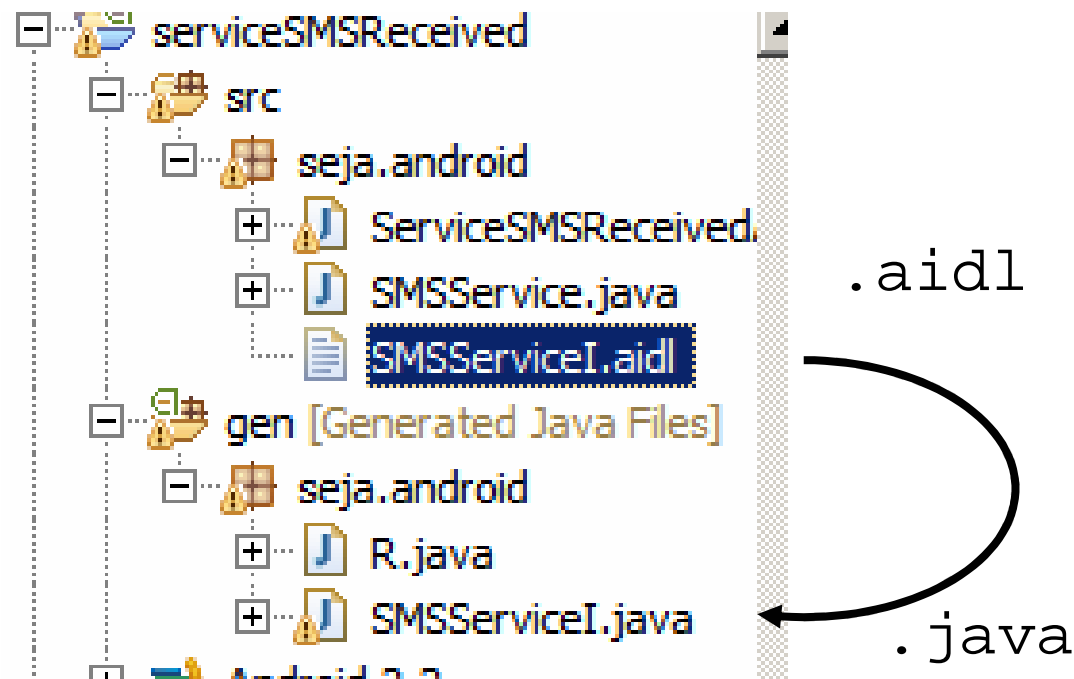 serviceSMSReceived
src
seja.android
ServiceSMSReceived
SMSService.java
.aidl
SMSServiceI.aidl
gen [Generated Java Files]
seja.android
R.java
SMSServiceI.java
.java
Android